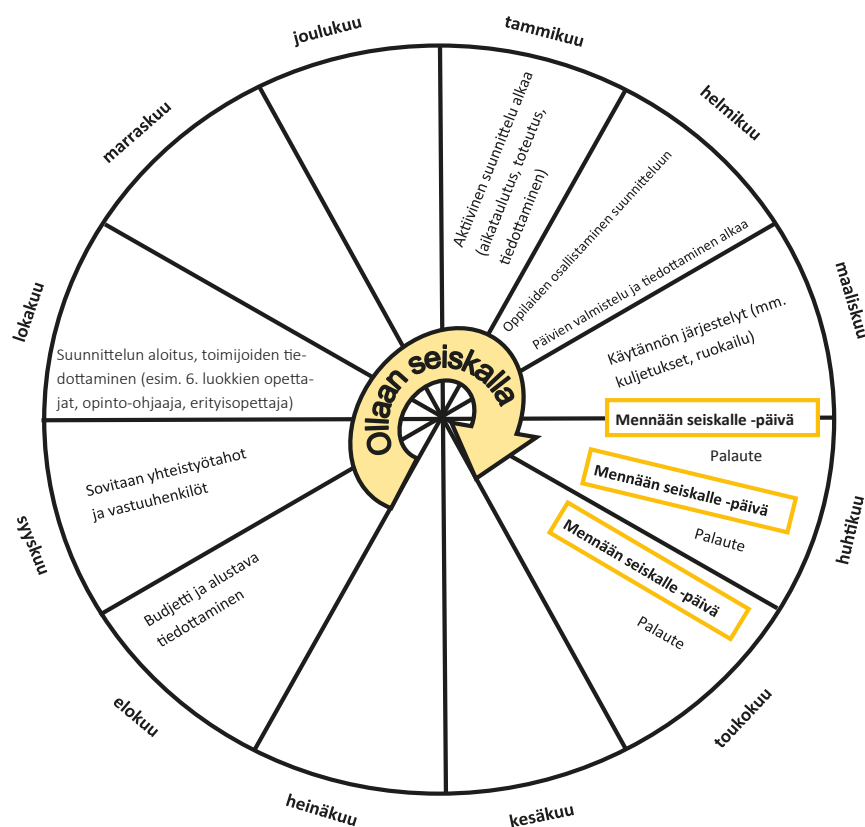 tammikuu
Aktiivinen suunnittelu alkaa
(aikataulutus, toteutus,
tiedottaminen)
helmikuu
Oppilaiden osallistaminen suunnitteluun
Päivien valmistelu ja tiedottaminen alkaa
maaliskuu
Käytännön järjestelyt (mm.
kuljetukset, ruokailu)
Mennään seiskalle -päivä
huhtikuu
Palaute
Mennään seiskalle -päivä
Palaute
Mennään seiskalle -päivä
toukokuu
Palaute
kesäkuu
heinäkuu
elokuu
Budjetti ja alustava
tiedottaminen
syyskuu
Sovitaan yhteistyötahot
ja vastuuhenkilöt
lokakuu
Suunnittelun aloitus, toimijoiden tie-
dottaminen (esim. 6. luokkien opetta-
jat, opinto-ohjaaja, erityisopettaja)
marraskuu
joulukuu
Ollaan seiskalla